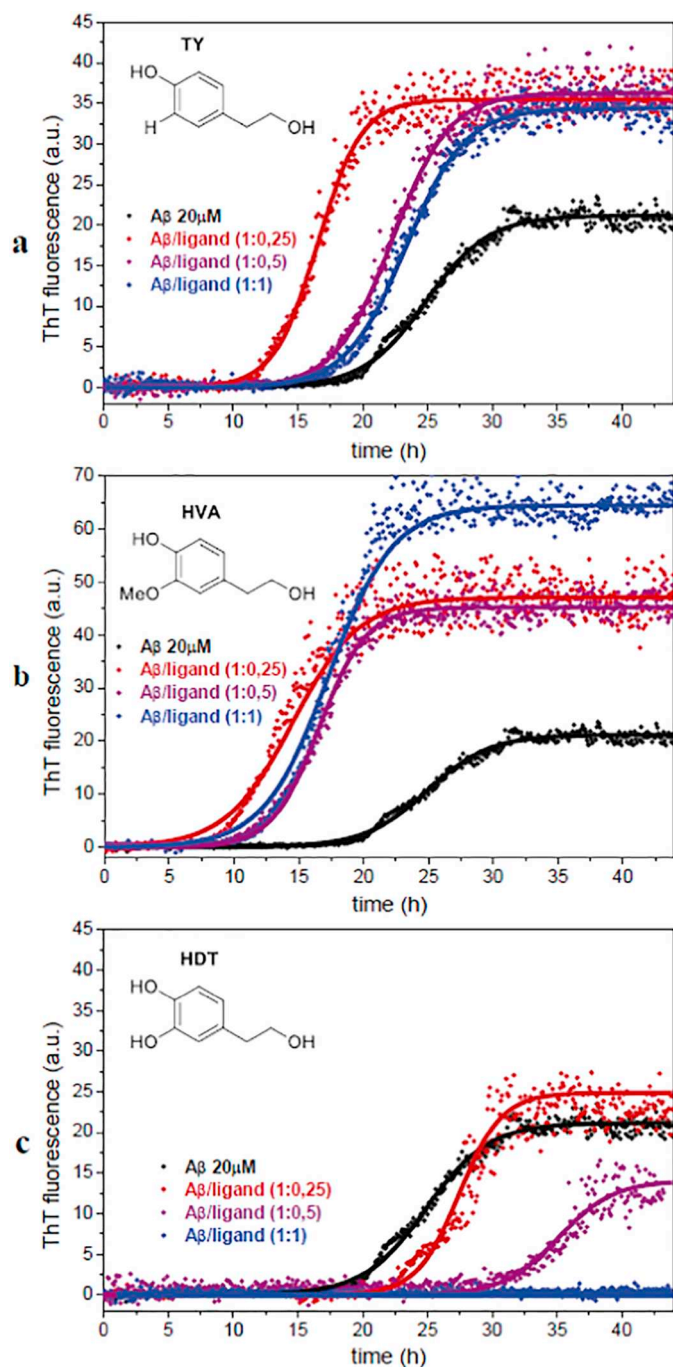 a
TY
HO
H
OH
Aβ 20µM
Aβ/ligand (1:0,25)
Aβ/ligand (1:0,5)
Aβ/ligand (1:1)
ThT fluorescence (a.u.)
45
40
35
30
25
20
15
10
5
0
0 5 10 15 20 25 30 35 40
time (h)
b
HVA
HO
MeO
OH
Aβ 20µM
Aβ/ligand (1:0,25)
Aβ/ligand (1:0,5)
Aβ/ligand (1:1)
ThT fluorescence (a.u.)
70
60
50
40
30
20
10
0
0 5 10 15 20 25 30 35 40
time (h)
c
HDT
HO
HO
OH
Aβ 20µM
Aβ/ligand (1:0,25)
Aβ/ligand (1:0,5)
Aβ/ligand (1:1)
ThT fluorescence (a.u.)
45
40
35
30
25
20
15
10
5
0
0 5 10 15 20 25 30 35 40
time (h)